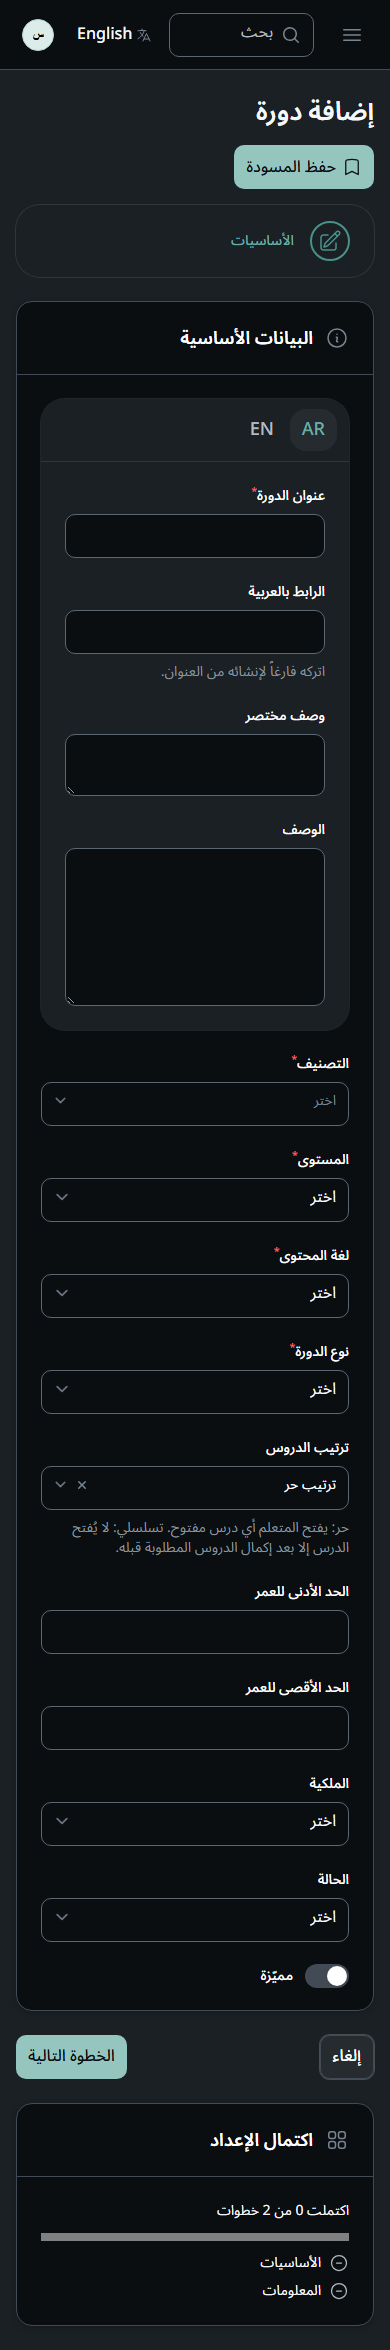 بحث
English
س
إضافة دورة
حفظ المسودة
الأساسيات
البيانات الأساسية
AR
EN
عنوان الدورة*
الرابط بالعربية
اتركه فارغاً لإنشائه من العنوان.
وصف مختصر
الوصف
التصنيف*
اختر
المستوى*
اختر
لغة المحتوى*
اختر
نوع الدورة*
اختر
ترتيب الدروس
ترتيب حر
حر: يفتح المتعلم أي درس مفتوح. تسلسلي: لا يُفتح
الدرس إلا بعد إكمال الدروس المطلوبة قبله.
الحد الأدنى للعمر
الحد الأقصى للعمر
الملكية
اختر
الحالة
اختر
مميّزة
إلغاء
الخطوة التالية
اكتمال الإعداد
اكتملت 0 من 2 خطوات
الأساسيات
المعلومات